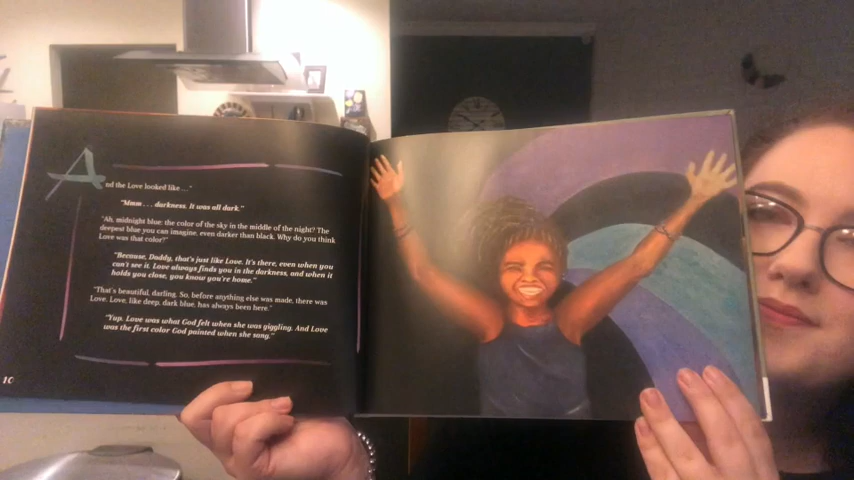 And the Love looked like . . ."
"Mmm . . . darkness. It was all dark."
"Ah, midnight blue: the color of the sky in the middle of the night? The
deepest blue you can imagine, even darker than black. Why do you think
Love was that color?"
"Because, Daddy, that's just like Love. It's there, even when you
can't see it. Love always finds you in the darkness, and when it
holds you close, you know you're home."
"That's beautiful, darling. So, before anything else was made, there was
Love. Love, like deep, dark blue, has always been here."
"Yup. Love was what God felt when she was giggling. And Love
was the first color God painted when she sang."
10